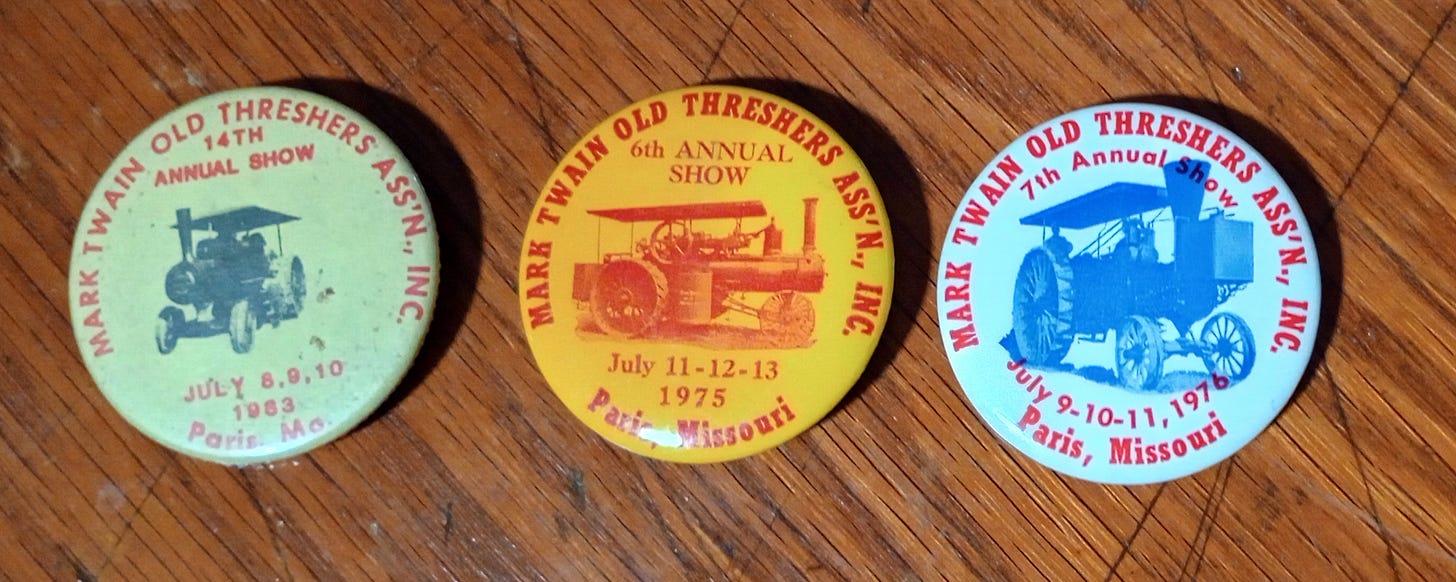 MARK TWAIN OLD THRESHERS ASS'N., INC.
14TH
ANNUAL SHOW
JULY 8,9,10
1983
Paris, Mo.
MARK TWAIN OLD THRESHERS ASS'N., INC.
6th ANNUAL
SHOW
July 11-12-13
1975
Paris, Missouri
MARK TWAIN OLD THRESHERS ASS'N., INC.
7th Annual Show
July 9-10-11, 1976
Paris, Missouri